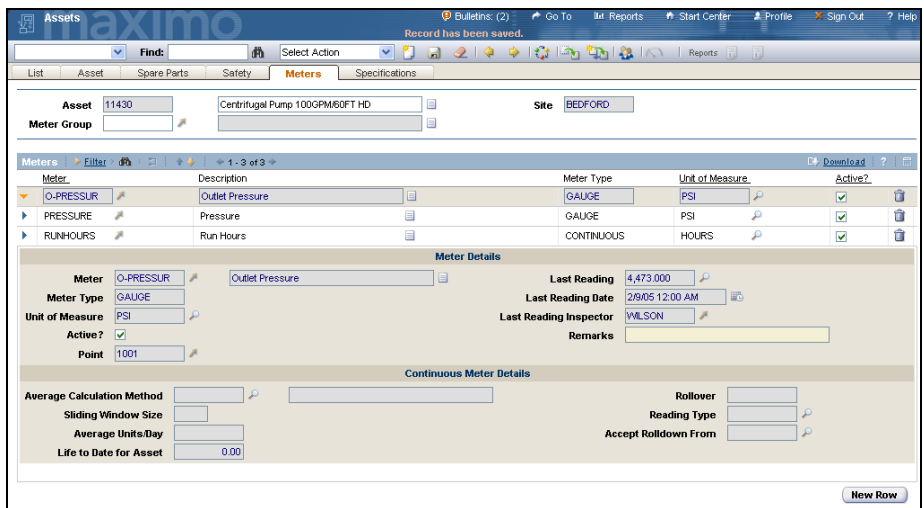 Assets
maximo
Bulletins: (2) Go To Reports Start Center Profile Sign Out ? Help
Record has been saved.
Find: Select Action Reports
List Asset Spare Parts Safety Meters Specifications
Asset 11430 Centrifugal Pump 100GPM/60FT HD Site BEDFORD
Meter Group
Meters Filter 1 - 3 of 3 Download ?
Meter Description Meter Type Unit of Measure Active?
O-PRESSUR Outlet Pressure GAUGE PSI
PRESSURE Pressure GAUGE PSI
RUNHOURS Run Hours CONTINUOUS HOURS
Meter Details
Meter O-PRESSUR Outlet Pressure Last Reading 4,473.000
Meter Type GAUGE Last Reading Date 2/9/05 12:00 AM
Unit of Measure PSI Last Reading Inspector WILSON
Active? Remarks
Point 1001
Continuous Meter Details
Average Calculation Method Rollover
Sliding Window Size Reading Type
Average Units/Day Accept Rolldown From
Life to Date for Asset 0.00
New Row